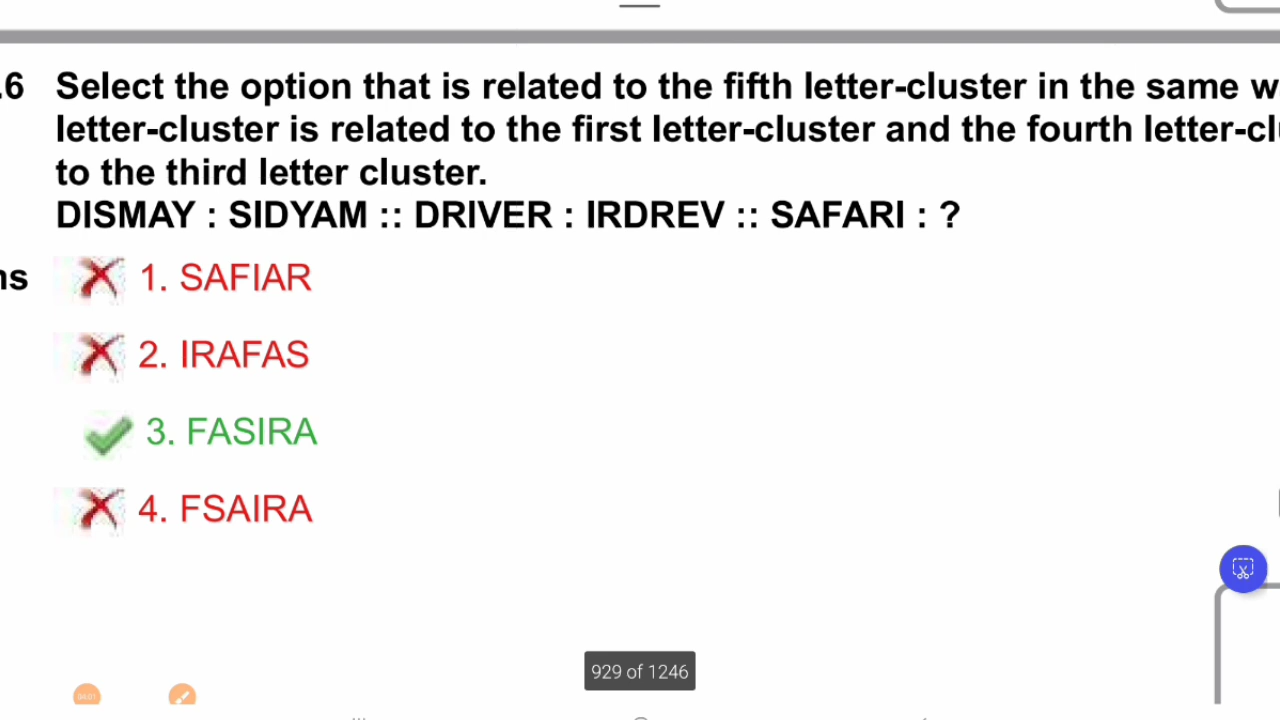 .6 Select the option that is related to the fifth letter-cluster in the same w
letter-cluster is related to the first letter-cluster and the fourth letter-cl
to the third letter cluster.
DISMAY : SIDYAM :: DRIVER : IRDREV :: SAFARI : ?
ns 1. SAFIAR
2. IRAFAS
3. FASIRA
4. FSAIRA
929 of 1246